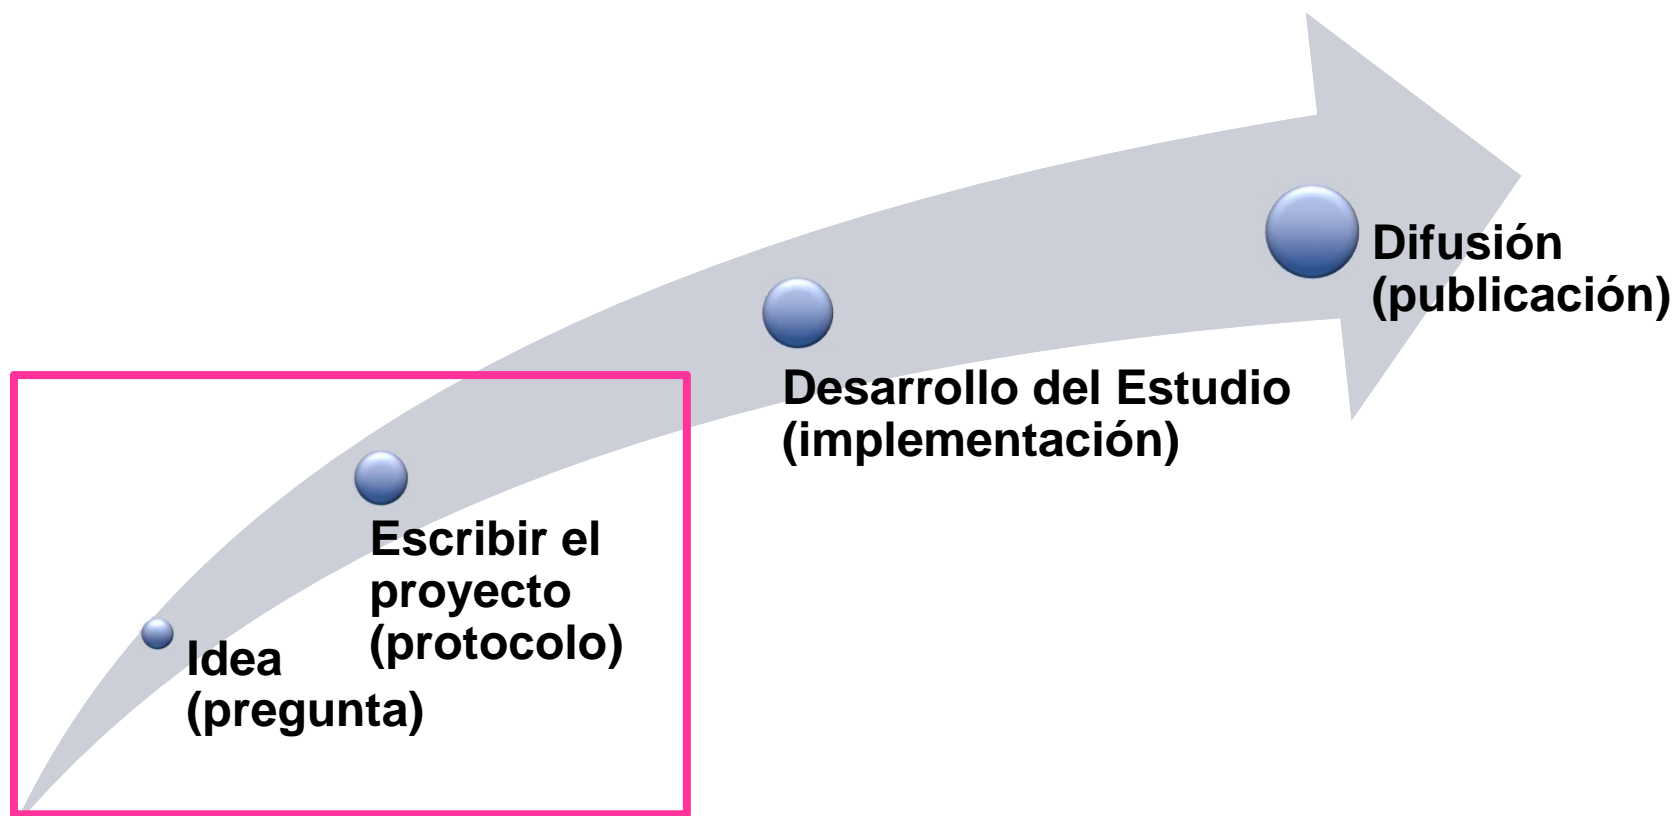 Idea
(pregunta)
Escribir el
proyecto
(protocolo)
Desarrollo del Estudio
(implementación)
Difusión
(publicación)